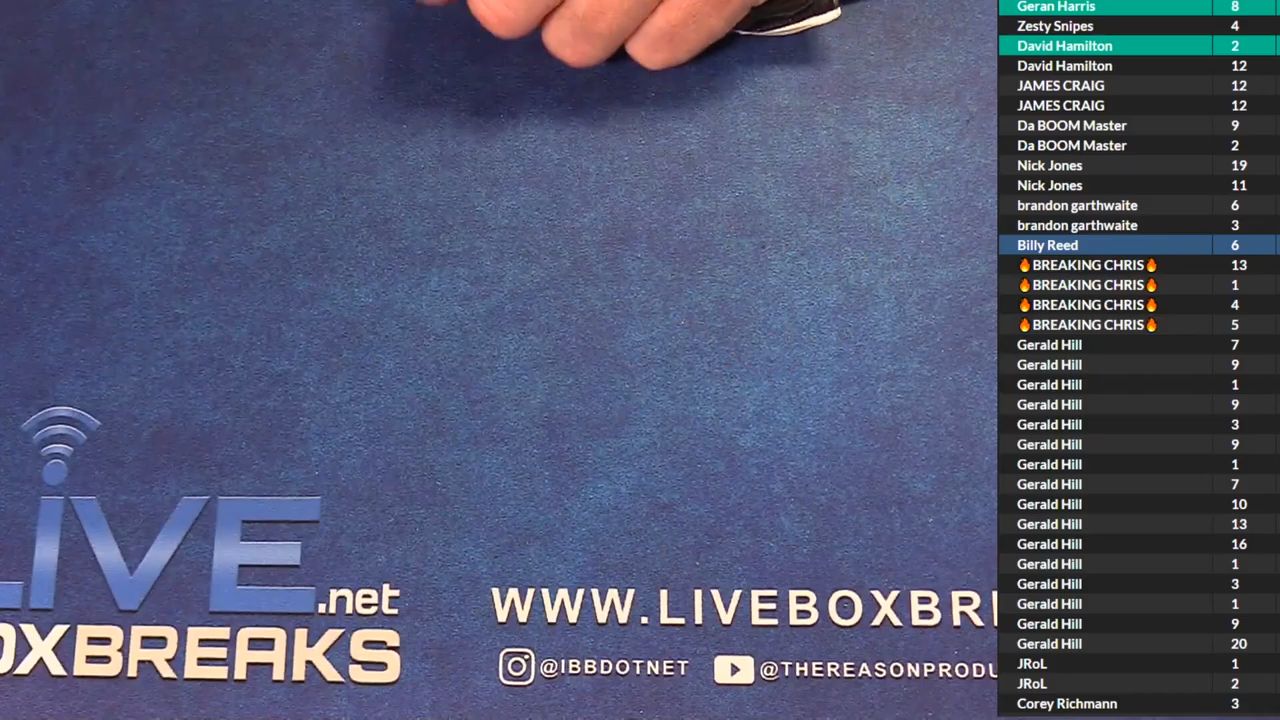 LIVE
.net
OXBREAKS
WWW.LIVEBOXBRE
@IBBDOTNET
@THEREASONPRODU
Geran Harris 8
Zesty Snipes 4
David Hamilton 2
David Hamilton 12
JAMES CRAIG 12
JAMES CRAIG 12
Da BOOM Master 9
Da BOOM Master 2
Nick Jones 19
Nick Jones 11
brandon garthwaite 6
brandon garthwaite 3
Billy Reed 6
🔥BREAKING CHRIS🔥 13
🔥BREAKING CHRIS🔥 1
🔥BREAKING CHRIS🔥 4
🔥BREAKING CHRIS🔥 5
Gerald Hill 7
Gerald Hill 9
Gerald Hill 1
Gerald Hill 9
Gerald Hill 3
Gerald Hill 9
Gerald Hill 1
Gerald Hill 7
Gerald Hill 10
Gerald Hill 13
Gerald Hill 16
Gerald Hill 1
Gerald Hill 3
Gerald Hill 1
Gerald Hill 9
Gerald Hill 20
JRoL 1
JRoL 2
Corey Richmann 3